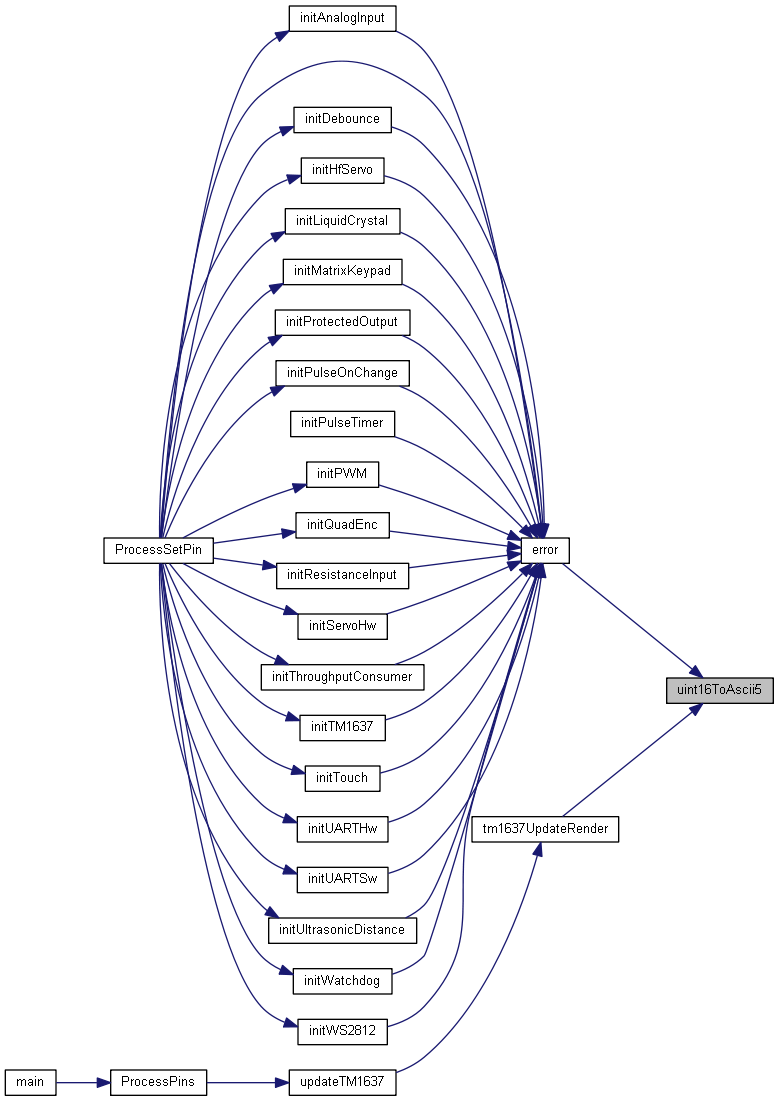 initAnalogInput
initDebounce
initHfServo
initLiquidCrystal
initMatrixKeypad
initProtectedOutput
initPulseOnChange
initPulseTimer
initPWM
initQuadEnc
ProcessSetPin
error
initResistanceInput
initServoHw
initThroughputConsumer
uint16ToAscii5
initTM1637
initTouch
initUARTHw
tm1637UpdateRender
initUARTSw
initUltrasonicDistance
initWatchdog
initWS2812
main
ProcessPins
updateTM1637